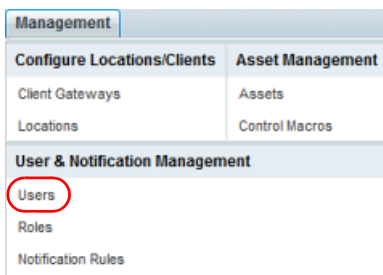 Management
Configure Locations/Clients Asset Management
Client Gateways Assets
Locations Control Macros
User & Notification Management
Users
Roles
Notification Rules